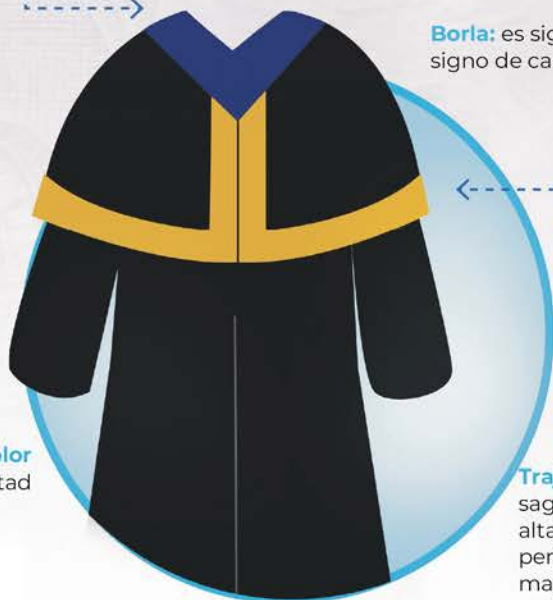 Borla: es sig
signo de ca
lor
tad
Tra
sag
alta
per
ma